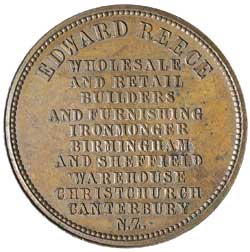 EDWARD REECE
WHOLESALE
AND RETAIL
BUILDERS
AND FURNISHING
IRONMONGER
BIRMINGHAM
AND SHEFFIELD
WAREHOUSE
CHRISTCHURCH
CANTERBURY
N.Z.